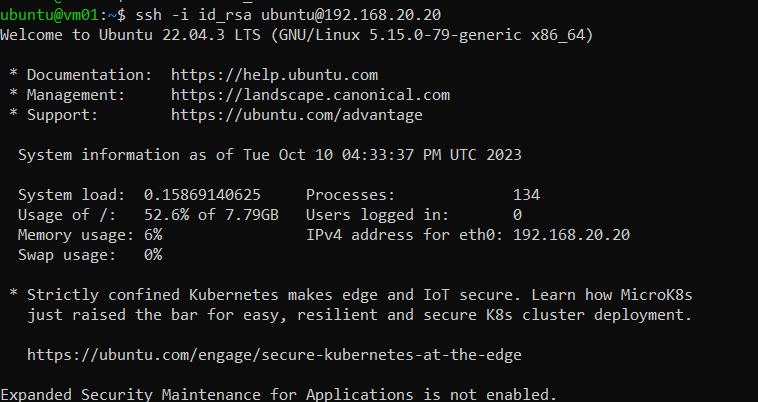 ubuntu@vm01:~$ ssh -i id_rsa ubuntu@192.168.20.20
Welcome to Ubuntu 22.04.3 LTS (GNU/Linux 5.15.0-79-generic x86_64)
* Documentation:  https://help.ubuntu.com
* Management:     https://landscape.canonical.com
* Support:        https://ubuntu.com/advantage
System information as of Tue Oct 10 04:33:37 PM UTC 2023
System load:  0.15869140625     Processes:             134
Usage of /:   52.6% of 7.79GB   Users logged in:       0
Memory usage: 6%                IPv4 address for eth0: 192.168.20.20
Swap usage:   0%
* Strictly confined Kubernetes makes edge and IoT secure. Learn how MicroK8s
just raised the bar for easy, resilient and secure K8s cluster deployment.
https://ubuntu.com/engage/secure-kubernetes-at-the-edge
Expanded Security Maintenance for Applications is not enabled.